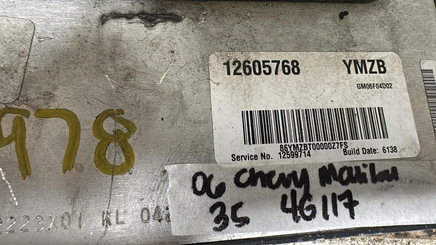 12605768 YMZB
GM06F04D02
978
86YMZBT00000Z7FS
Service No. 12599714 Build Date: 6138
06 Chevy Malibu
35 4G117